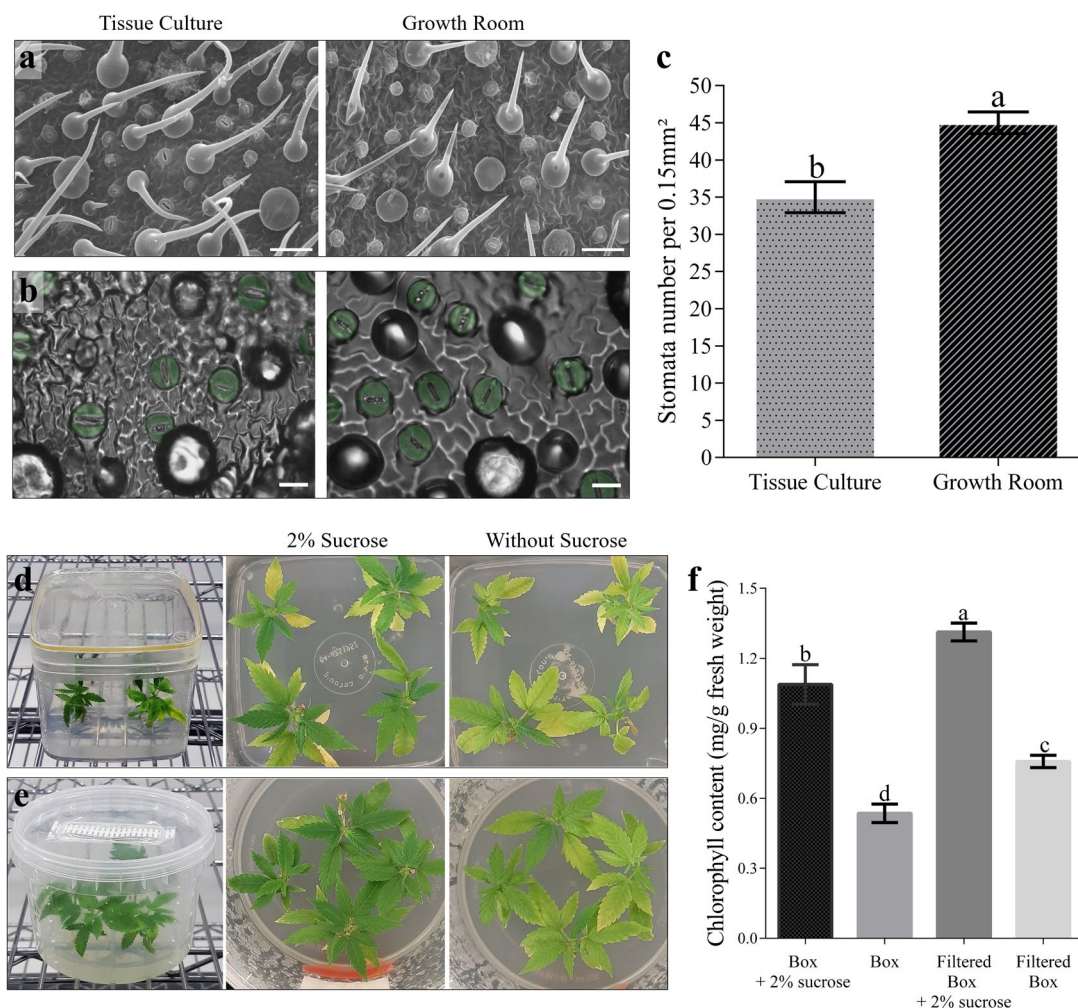 Tissue Culture
Growth Room
a
b
c
Stomata number per 0.15mm²
50
45
40
35
30
25
20
15
10
5
0
b
a
Tissue Culture
Growth Room
2% Sucrose
Without Sucrose
d
e
f
Chlorophyll content (mg/g fresh weight)
1.5
1.2
0.9
0.6
0.3
0.0
b
d
a
c
Box
+ 2% sucrose
Box
Filtered
Box
+ 2% sucrose
Filtered
Box